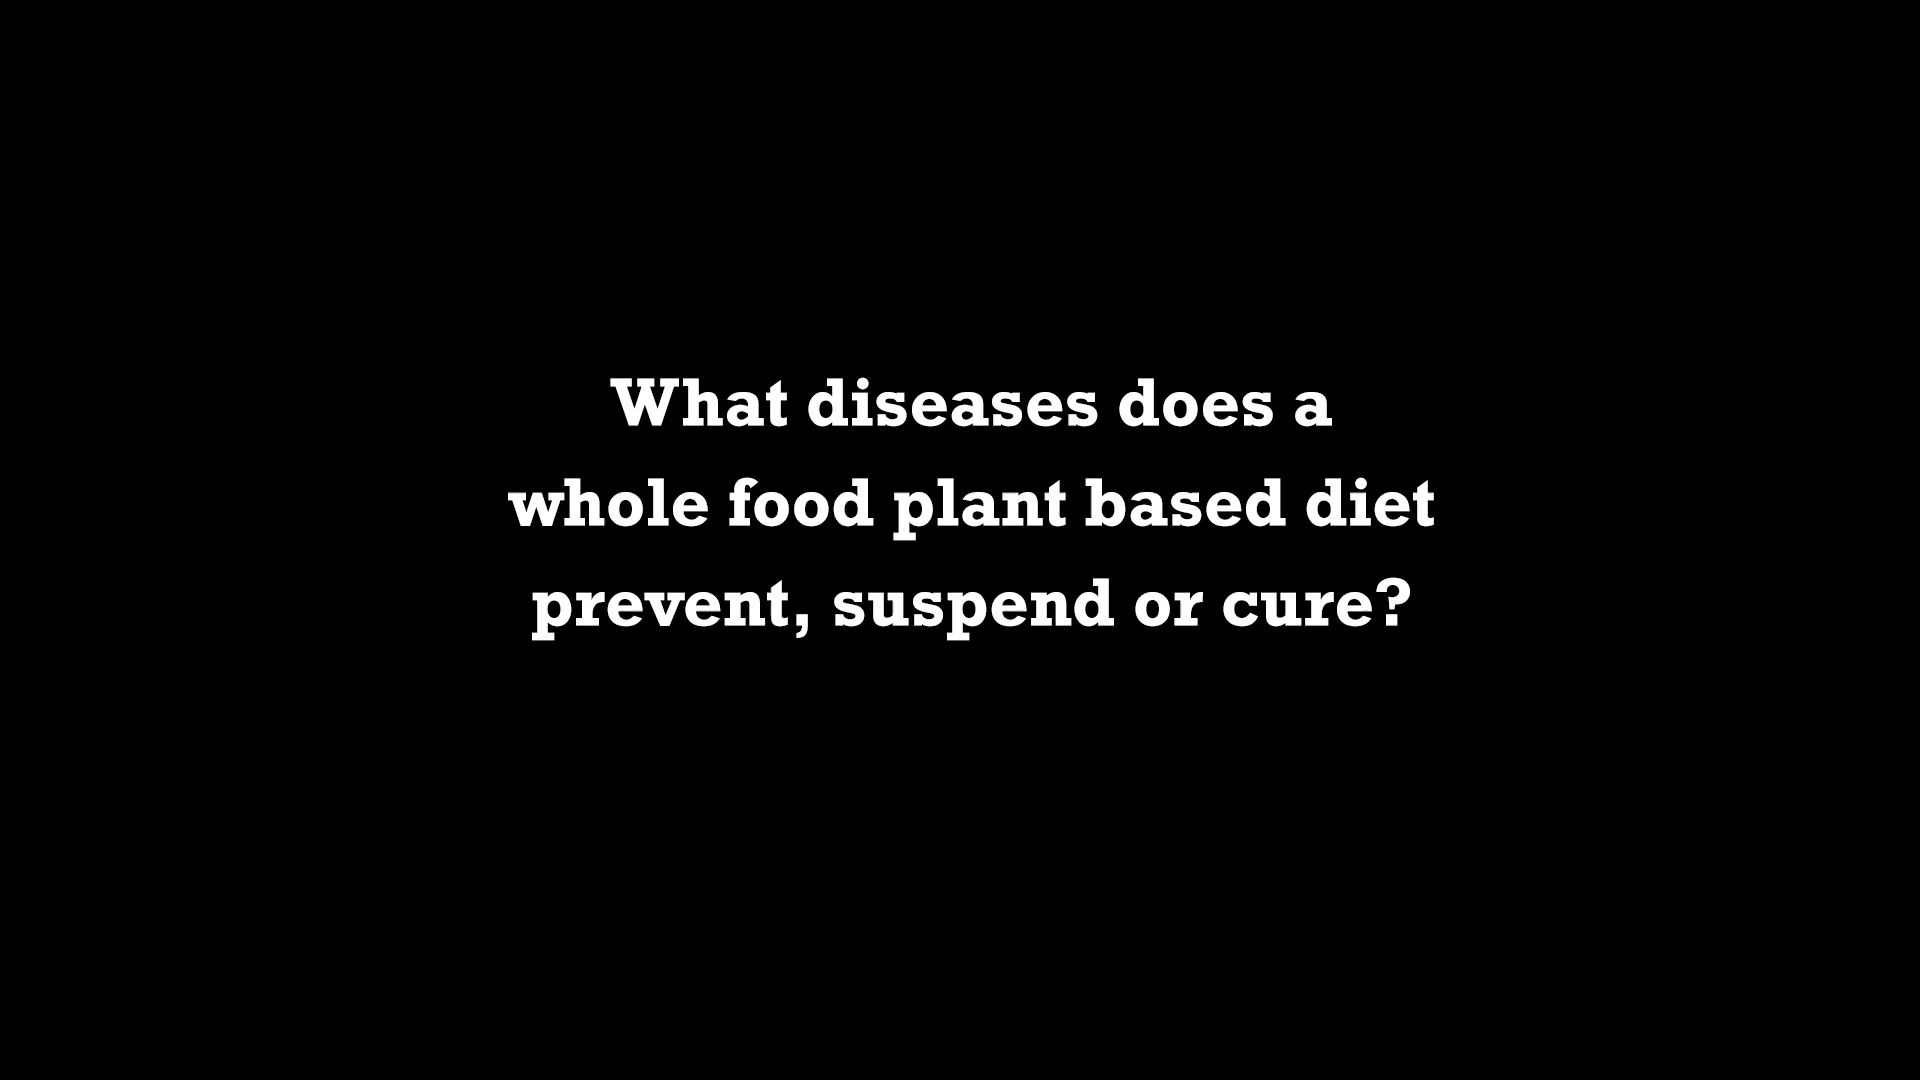 What diseases does a
whole food plant based diet
prevent, suspend or cure?